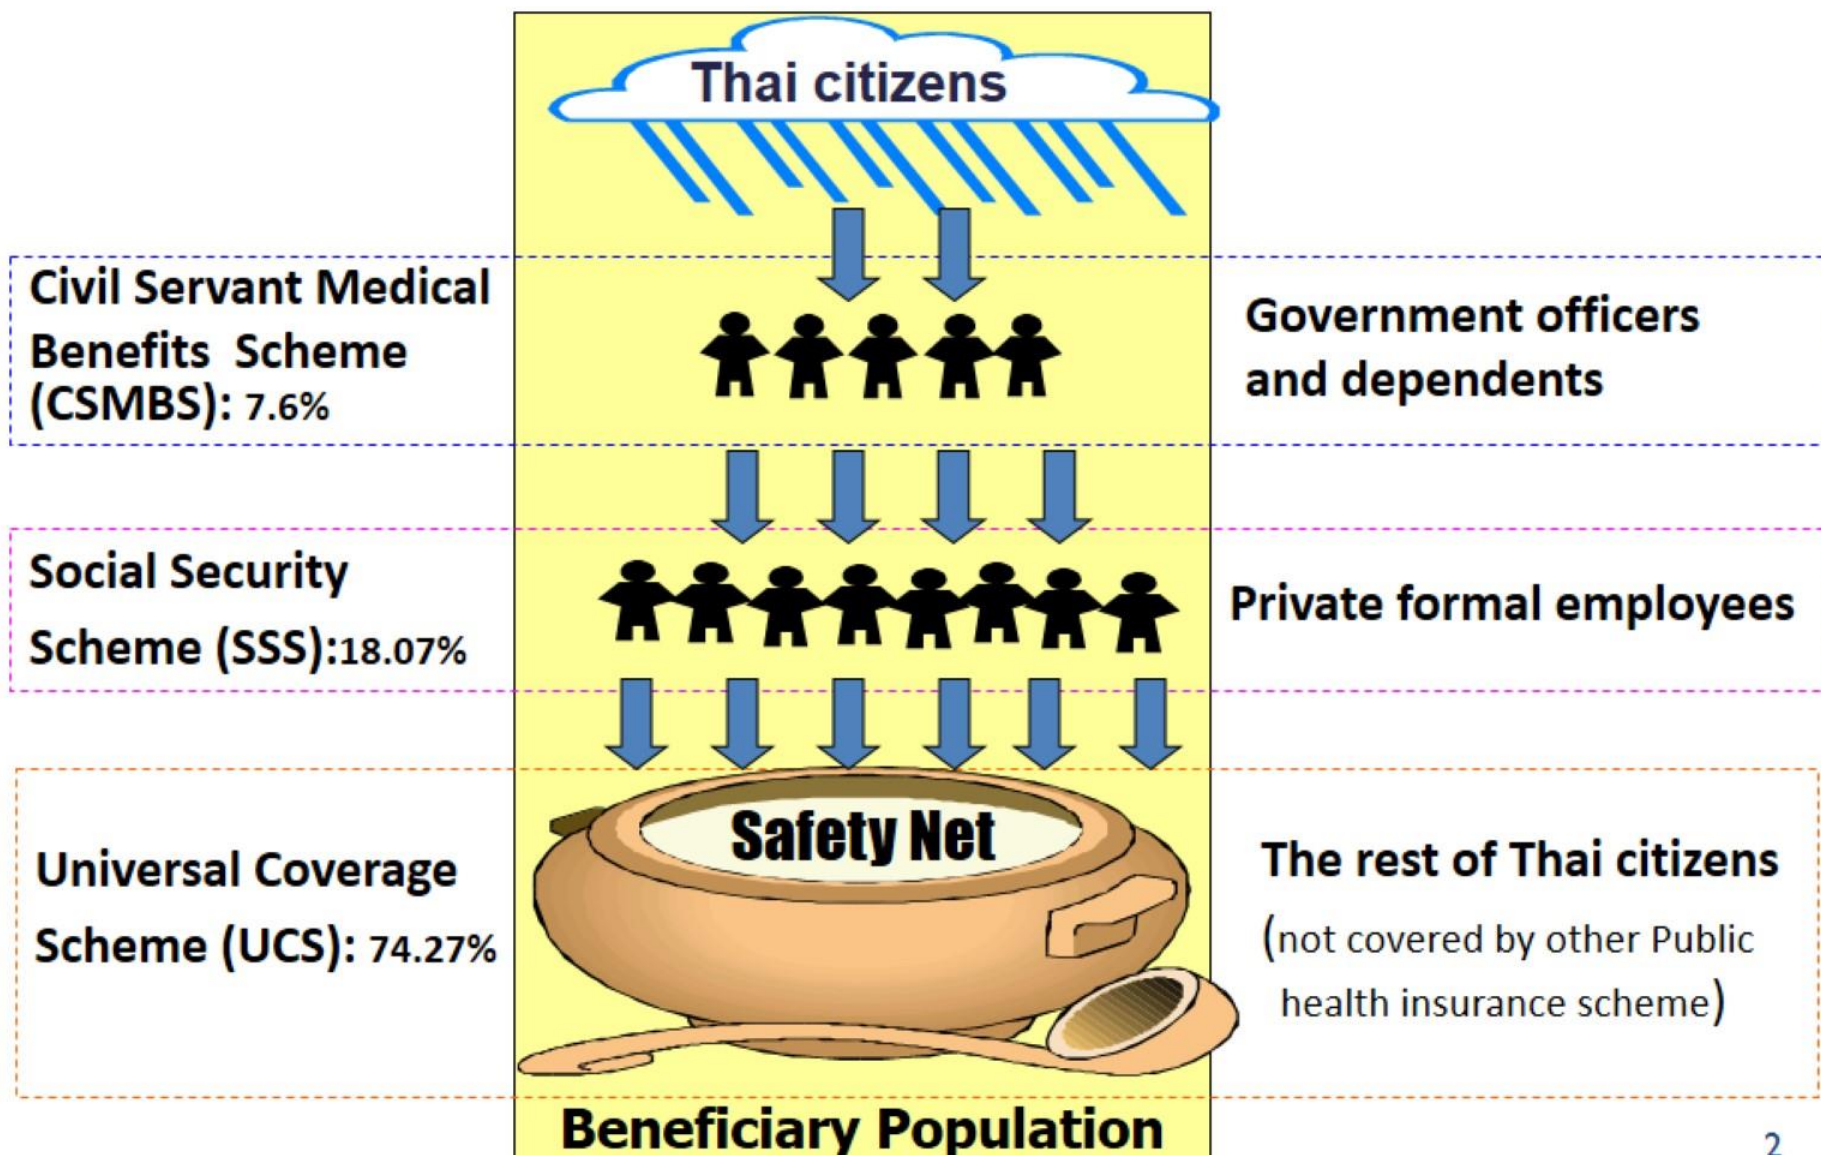 Thai citizens
Civil Servant Medical
Benefits Scheme
(CSMBS): 7.6%
Government officers
and dependents
Social Security
Scheme (SSS):18.07%
Private formal employees
Safety Net
Universal Coverage
Scheme (UCS): 74.27%
The rest of Thai citizens
(not covered by other Public
health insurance scheme)
Beneficiary Population
2